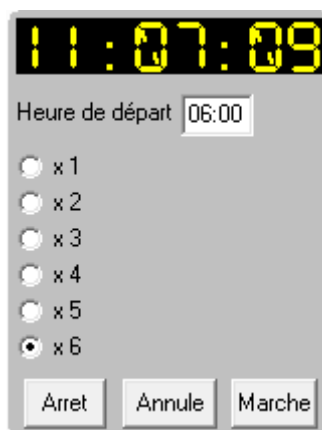 11:07:09
Heure de départ 06:00
x 1
x 2
x 3
x 4
x 5
x 6
Arret Annule Marche